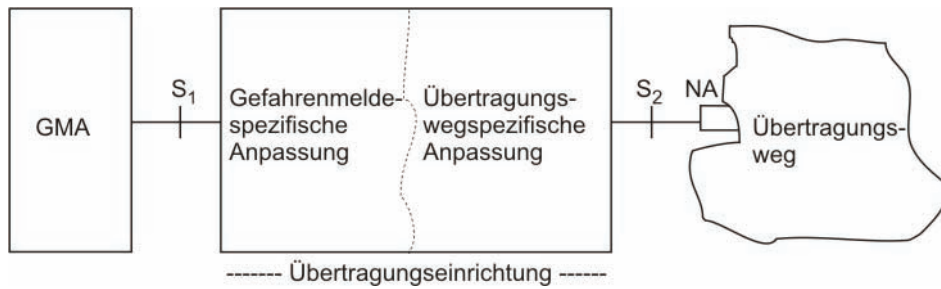 GMA
S1
Gefahrenmelde-
spezifische
Anpassung
Übertragungs-
wegspezifische
Anpassung
S2
NA
Übertragungs-
weg
------- Übertragungseinrichtung ------